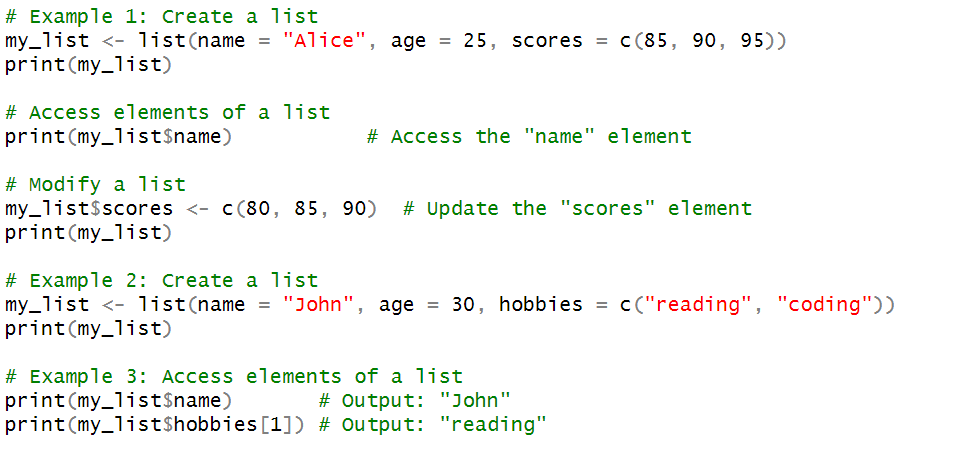 # Example 1: Create a list
my_list <- list(name = "Alice", age = 25, scores = c(85, 90, 95))
print(my_list)
# Access elements of a list
print(my_list$name)           # Access the "name" element
# Modify a list
my_list$scores <- c(80, 85, 90)  # Update the "scores" element
print(my_list)
# Example 2: Create a list
my_list <- list(name = "John", age = 30, hobbies = c("reading", "coding"))
print(my_list)
# Example 3: Access elements of a list
print(my_list$name)       # Output: "John"
print(my_list$hobbies[1]) # Output: "reading"